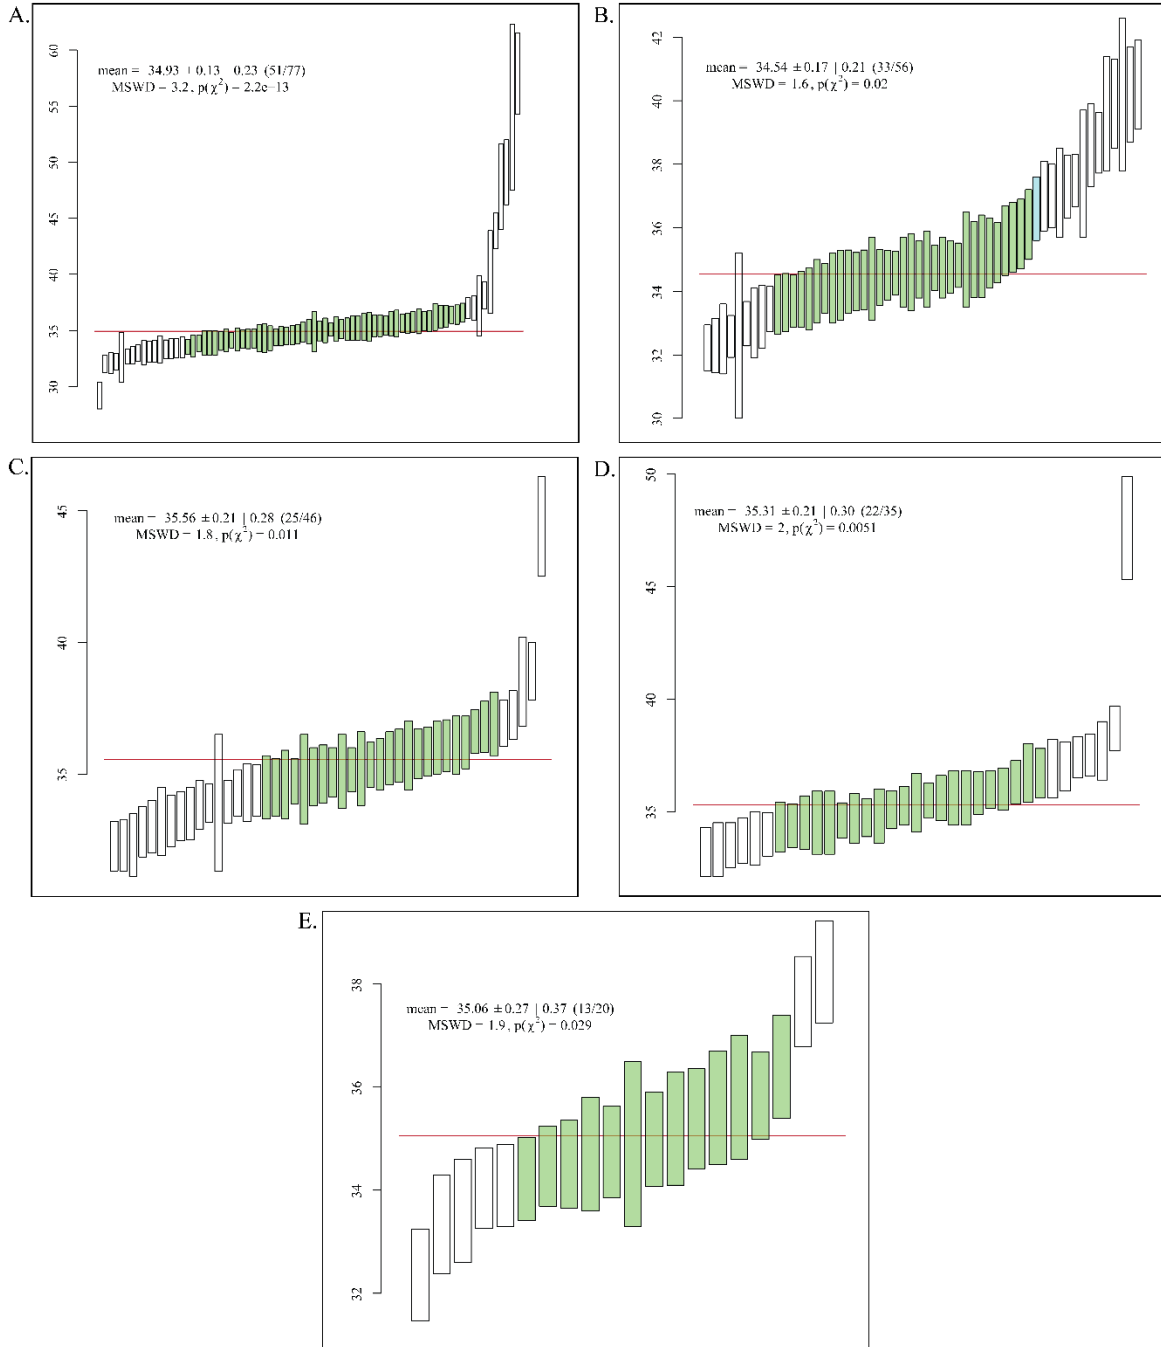 A.
60
55
50
45
40
35
30
mean = 34.93 ± 0.13 | 0.23 (51/77)
MSWD = 3.2, p(χ²) = 2.2e−13
B.
42
40
38
36
34
32
30
mean = 34.54 ± 0.17 | 0.21 (33/56)
MSWD = 1.6, p(χ²) = 0.02
C.
45
40
35
mean = 35.56 ± 0.21 | 0.28 (25/46)
MSWD = 1.8, p(χ²) = 0.011
D.
50
45
40
35
mean = 35.31 ± 0.21 | 0.30 (22/35)
MSWD = 2, p(χ²) = 0.0051
E.
38
36
34
32
mean = 35.06 ± 0.27 | 0.37 (13/20)
MSWD = 1.9, p(χ²) = 0.029